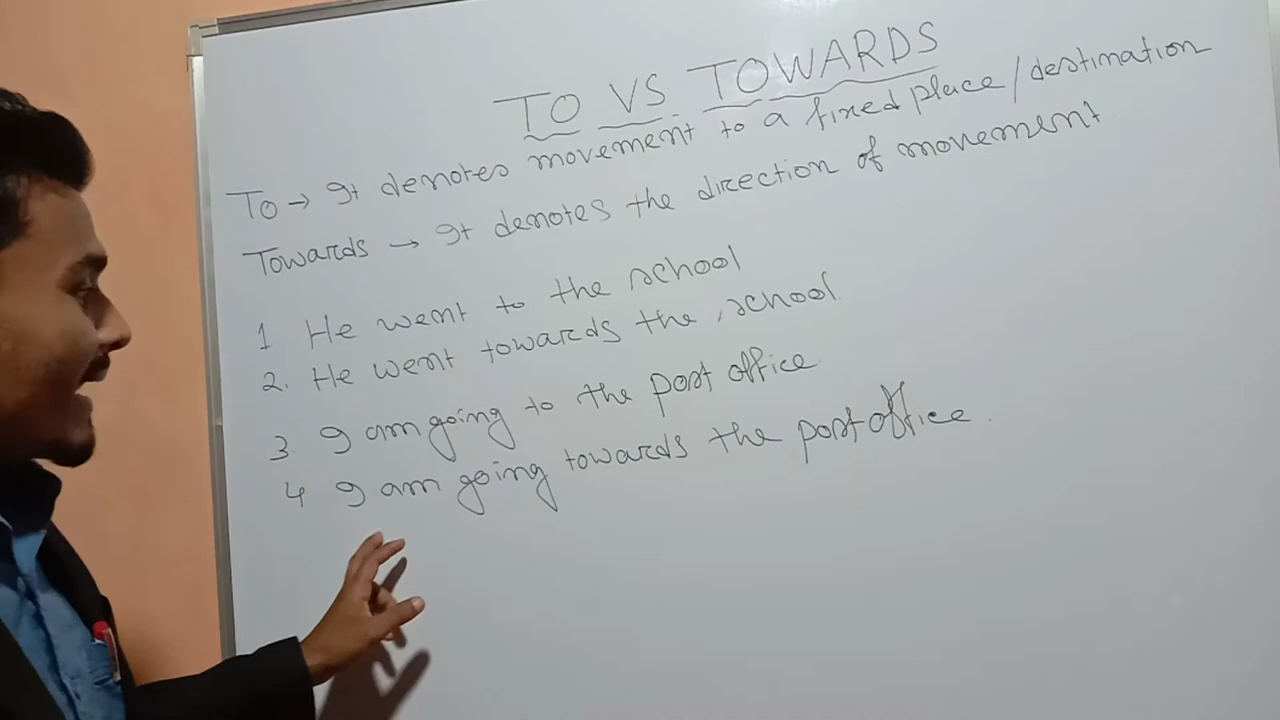 TO VS TOWARDS
To → It denotes movement to a fixed place/destination
Towards → It denotes the direction of movement
1 He went to the school
2. He went towards the school
3 I am going to the post office.
4 I am going towards the post office.